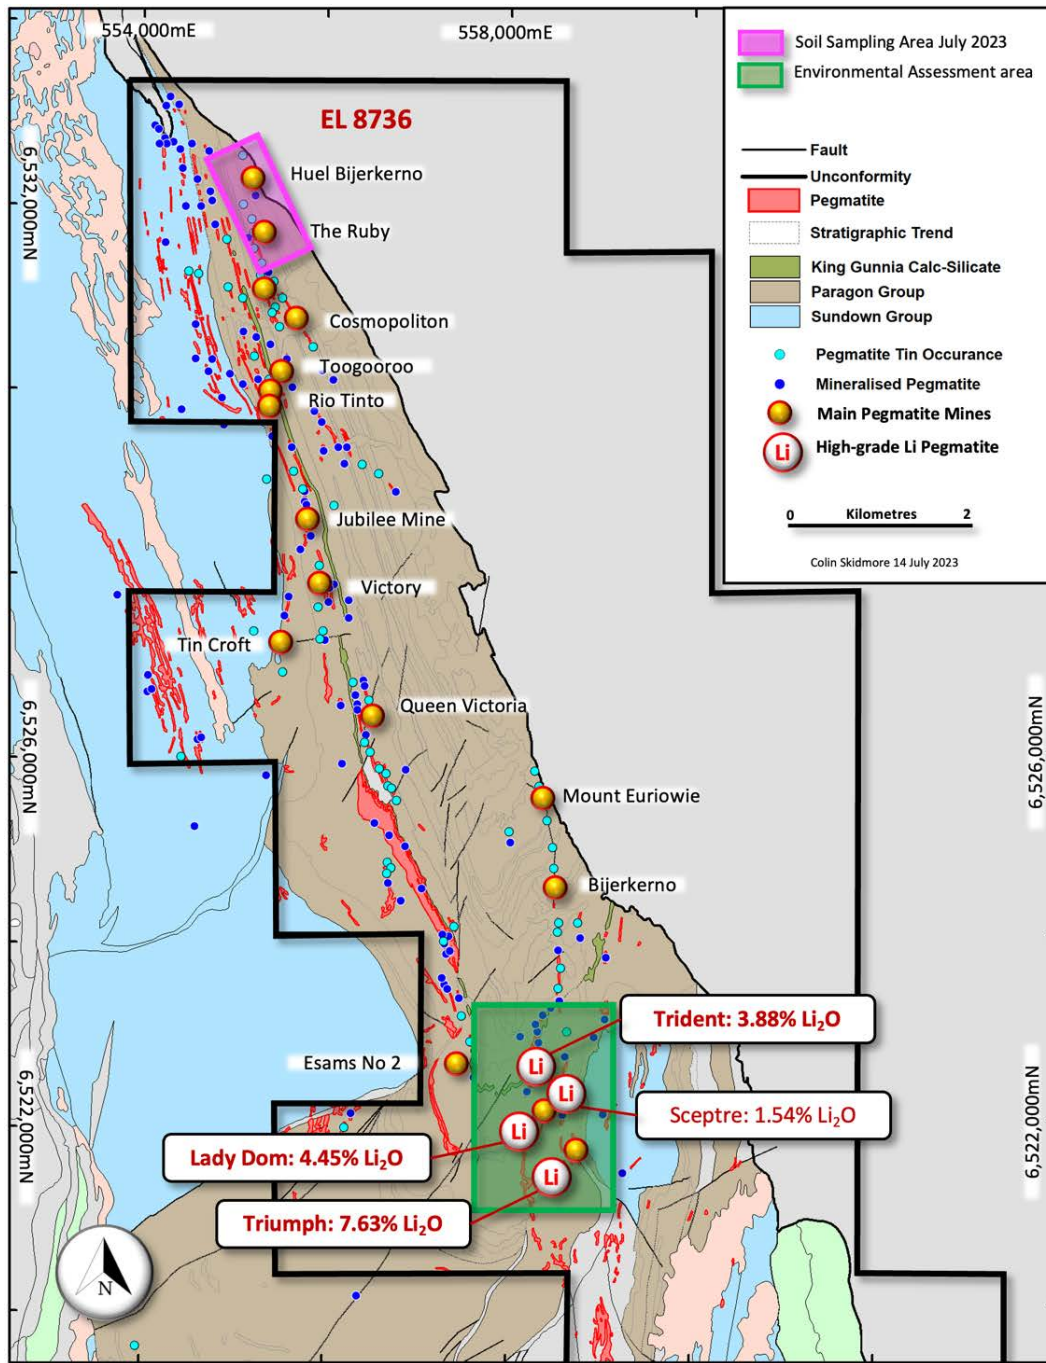 554,000mE
558,000mE
EL 8736
6,532,000mN
Huel Bijerkerno
The Ruby
Cosmopoliton
Toogooroo
Rio Tinto
Jubilee Mine
Victory
Tin Croft
Queen Victoria
6,526,000mN
6,526,000mN
Mount Euriowie
Bijerkerno
Esams No 2
6,522,000mN
6,522,000mN
Trident: 3.88% Li₂O
Li
Li
Sceptre: 1.54% Li₂O
Li
Lady Dom: 4.45% Li₂O
Li
Triumph: 7.63% Li₂O
N
Soil Sampling Area July 2023
Environmental Assessment area
Fault
Unconformity
Pegmatite
Stratigraphic Trend
King Gunnia Calc-Silicate
Paragon Group
Sundown Group
Pegmatite Tin Occurance
Mineralised Pegmatite
Main Pegmatite Mines
Li High-grade Li Pegmatite
0 Kilometres 2
Colin Skidmore 14 July 2023